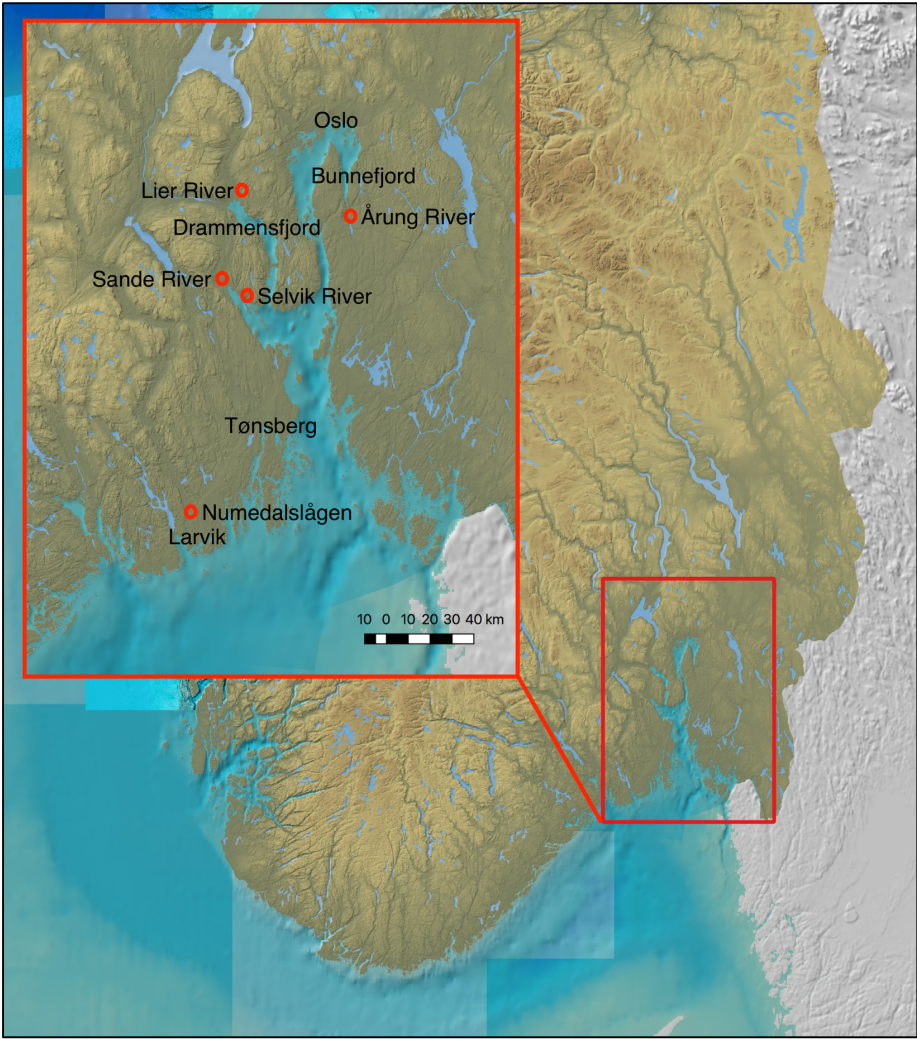 Oslo
Bunnefjord
Lier River
Årung River
Drammensfjord
Sande River
Selvik River
Tønsberg
Numedalslågen
Larvik
10 0 10 20 30 40 km